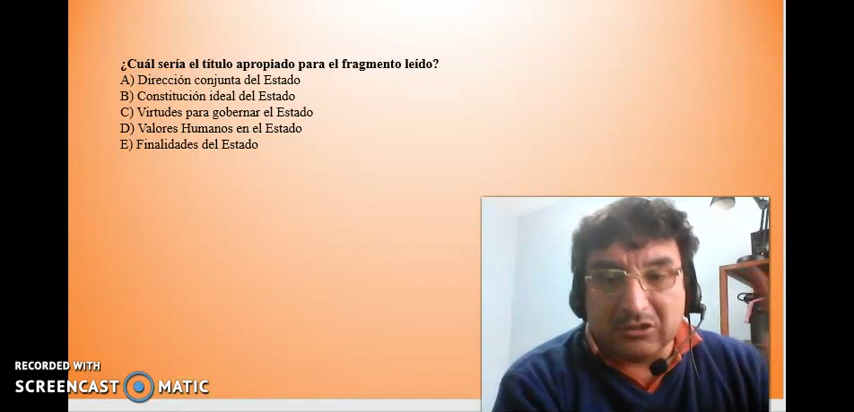 ¿Cuál sería el título apropiado para el fragmento leído?
A) Dirección conjunta del Estado
B) Constitución ideal del Estado
C) Virtudes para gobernar el Estado
D) Valores Humanos en el Estado
E) Finalidades del Estado
RECORDED WITH
SCREENCAST MATIC